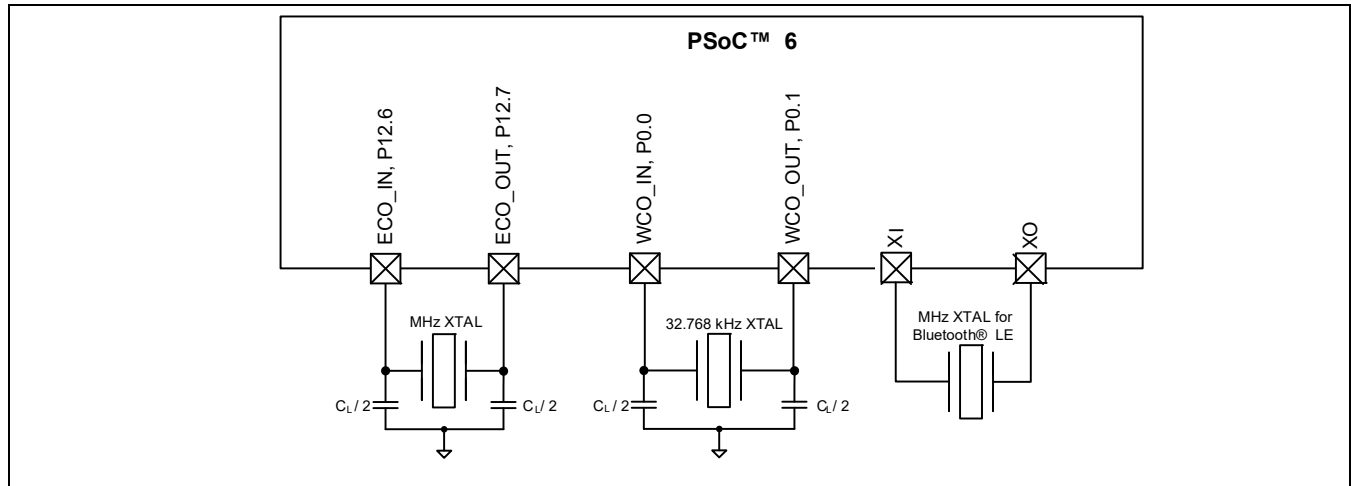 PSoC™ 6
ECO_IN, P12.6
ECO_OUT, P12.7
WCO_IN, P0.0
WCO_OUT, P0.1
XI
XO
MHz XTAL
32.768 kHz XTAL
MHz XTAL for
Bluetooth® LE
CL/ 2
CL/ 2
CL/ 2
CL/ 2